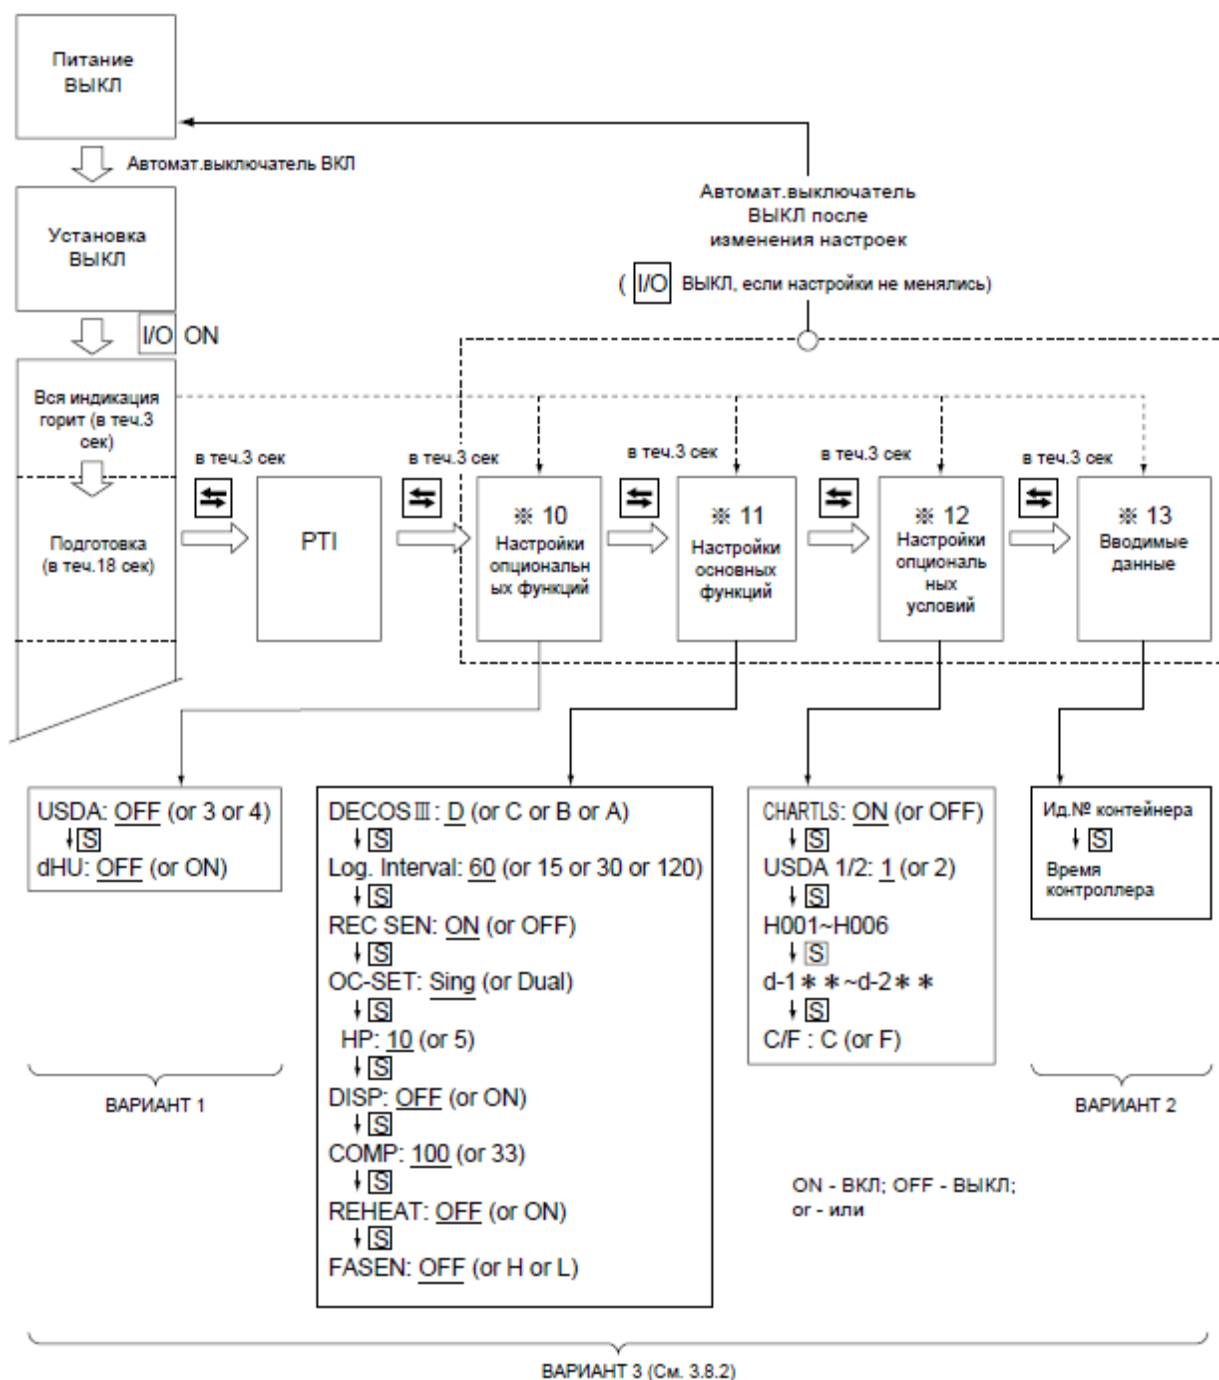 Питание
ВЫКЛ
Автомат.выключатель ВКЛ
Установка
ВЫКЛ
I/O ON
Автомат.выключатель
ВЫКЛ после
изменения настроек
( I/O ВЫКЛ, если настройки не менялись)
Вся индикация
горит (в теч.3
сек)
Подготовка
(в теч.18 сек)
в теч.3 сек
PTI
в теч.3 сек
※ 10
Настройки
опциональн
ых функций
в теч.3 сек
※ 11
Настройки
основных
функций
в теч.3 сек
※ 12
Настройки
опциональ
ных
условий
в теч.3 сек
※ 13
Вводимые
данные
USDA: OFF (or 3 or 4)
↓ S
dHU: OFF (or ON)
ВАРИАНТ 1
DECOSⅢ: D (or C or B or A)
↓ S
Log. Interval: 60 (or 15 or 30 or 120)
↓ S
REC SEN: ON (or OFF)
↓ S
OC-SET: Sing (or Dual)
↓ S
HP: 10 (or 5)
↓ S
DISP: OFF (or ON)
↓ S
COMP: 100 (or 33)
↓ S
REHEAT: OFF (or ON)
↓ S
FASEN: OFF (or H or L)
CHARTLS: ON (or OFF)
↓ S
USDA 1/2: 1 (or 2)
↓ S
H001~H006
↓ S
d-1＊＊~d-2＊＊
↓ S
C/F : C (or F)
Ид.№ контейнера
↓ S
Время
контроллера
ВАРИАНТ 2
ON - ВКЛ; OFF - ВЫКЛ;
or - или
ВАРИАНТ 3 (См. 3.8.2)